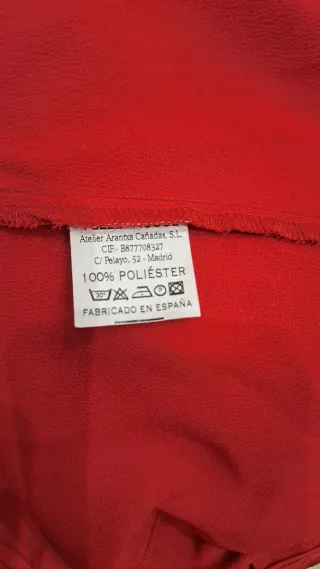 Atelier Arantxa Cañadas, S.L.
CIF.- B877708327
C/ Pelayo, 52 - Madrid
100% POLIÉSTER
FABRICADO EN ESPAÑA